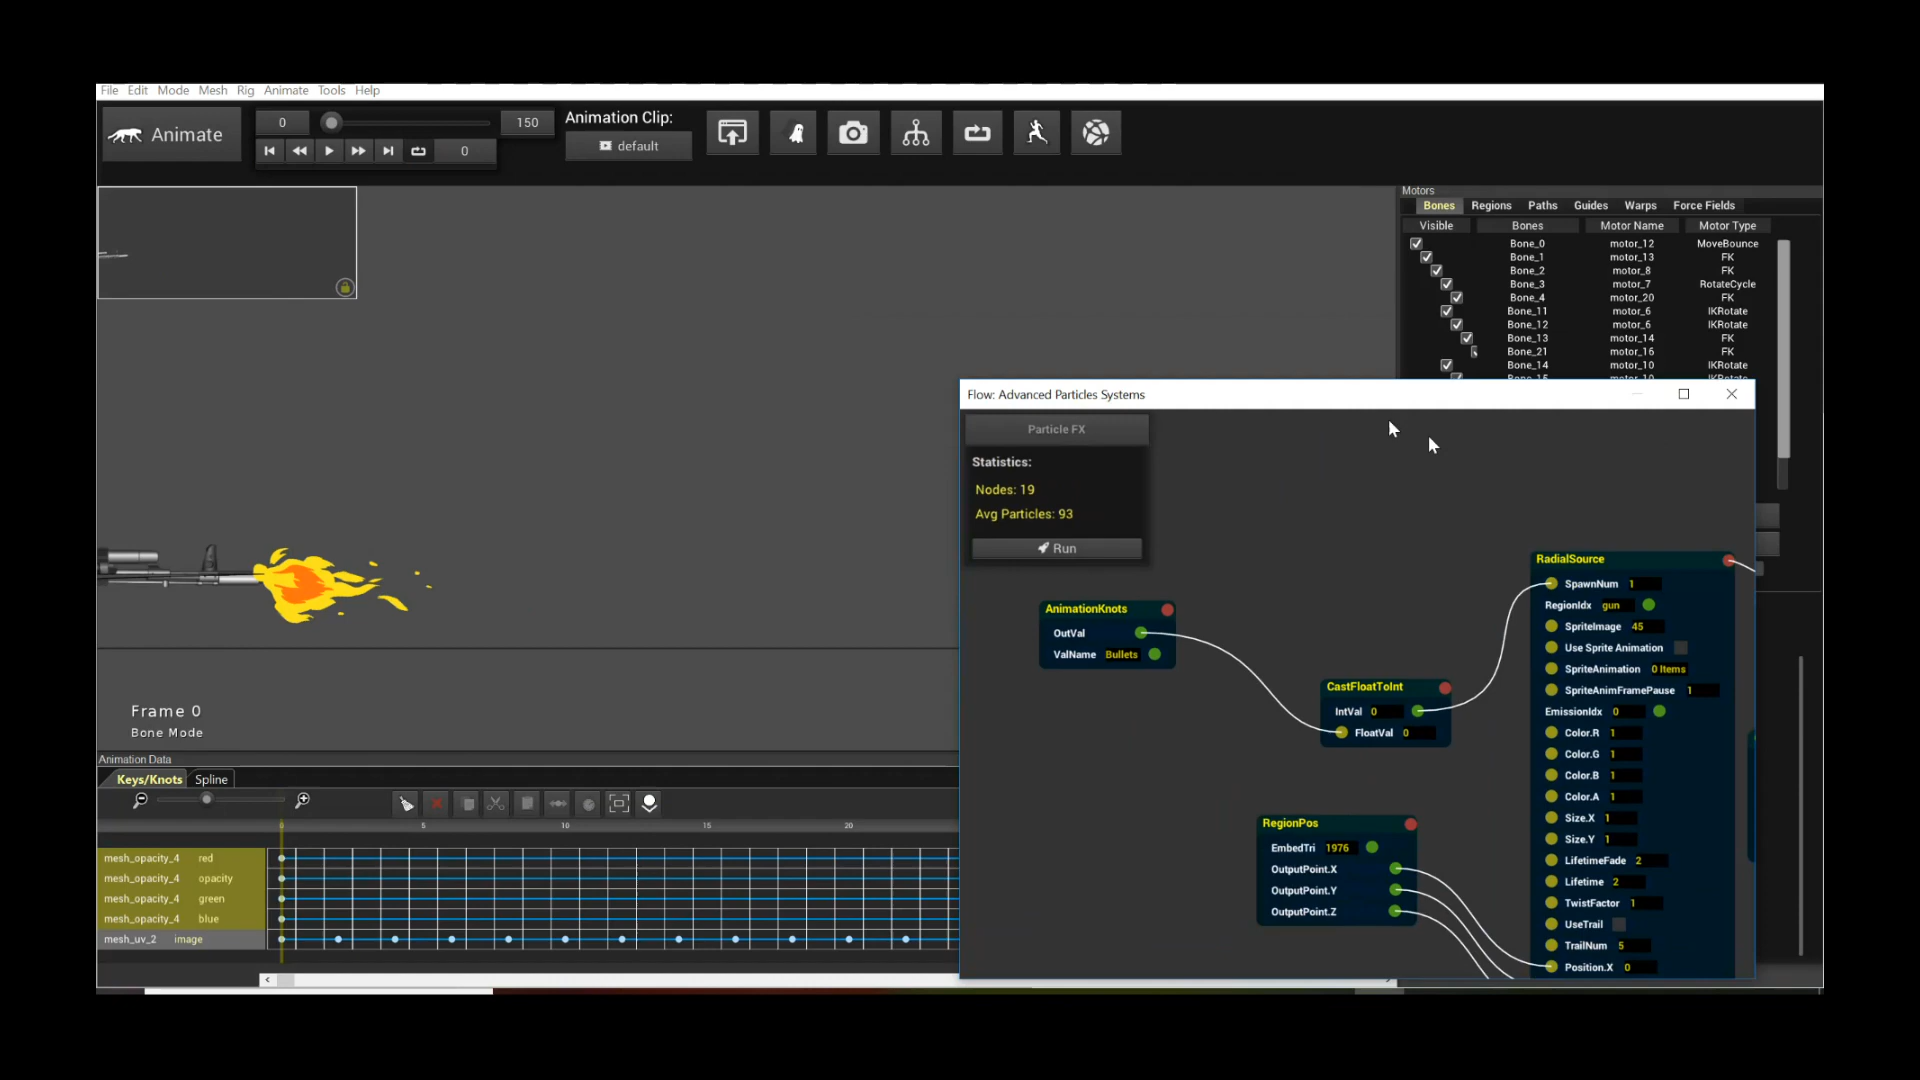 File Edit Mode Mesh Rig Animate Tools Help
Animate
0
150
0
Animation Clip:
default
Motors
Bones Regions Paths Guides Warps Force Fields
Visible Bones Motor Name Motor Type
Bone_0 motor_12 MoveBounce
Bone_1 motor_13 FK
Bone_2 motor_8 FK
Bone_3 motor_7 RotateCycle
Bone_4 motor_20 FK
Bone_11 motor_6 IKRotate
Bone_12 motor_6 IKRotate
Bone_13 motor_14 FK
Bone_21 motor_16 FK
Bone_14 motor_10 IKRotate
Bone_15 motor_10 IKRotate
Flow: Advanced Particles Systems
Particle FX
Statistics:
Nodes: 19
Avg Particles: 93
Run
AnimationKnots
OutVal
ValName Bullets
CastFloatToInt
IntVal 0
FloatVal 0
RegionPos
EmbedTri 1976
OutputPoint.X
OutputPoint.Y
OutputPoint.Z
RadialSource
SpawnNum 1
RegionIdx gun
SpriteImage 45
Use Sprite Animation
SpriteAnimation 0 Items
SpriteAnimFramePause 1
EmissionIdx 0
Color.R 1
Color.G 1
Color.B 1
Color.A 1
Size.X 1
Size.Y 1
LifetimeFade 2
Lifetime 2
TwistFactor 1
UseTrail
TrailNum 5
Position.X 0
Frame 0
Bone Mode
Animation Data
Keys/Knots Spline
0 5 10 15 20
mesh_opacity_4 red
mesh_opacity_4 opacity
mesh_opacity_4 green
mesh_opacity_4 blue
mesh_uv_2 image